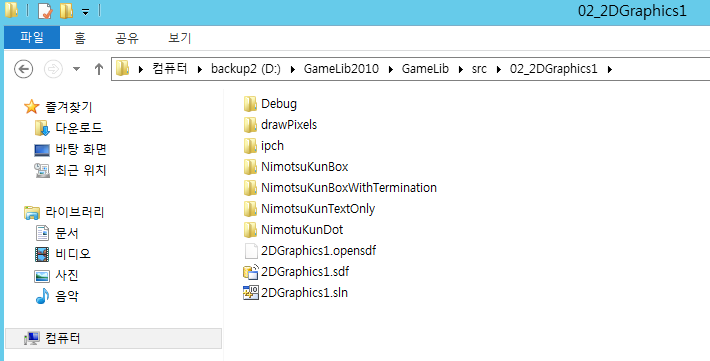 02_2DGraphics1
파일 홈 공유 보기
컴퓨터 backup2 (D:) GameLib2010 GameLib src 02_2DGraphics1
즐겨찾기
다운로드
바탕 화면
최근 위치
라이브러리
문서
비디오
사진
음악
컴퓨터
Debug
drawPixels
ipch
NimotsuKunBox
NimotsuKunBoxWithTermination
NimotsuKunTextOnly
NimotuKunDot
2DGraphics1.opensdf
2DGraphics1.sdf
2DGraphics1.sln